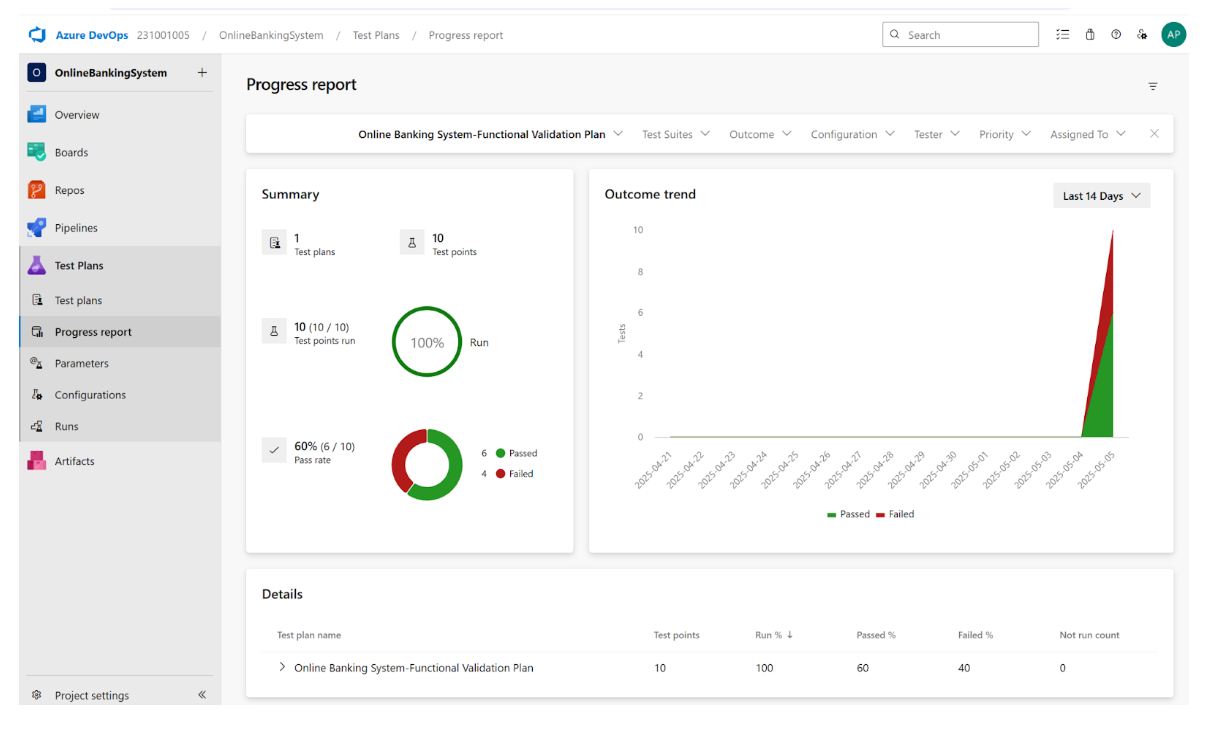 Azure DevOps 231001005 / OnlineBankingSystem / Test Plans / Progress report
Search
AP
O OnlineBankingSystem +
Overview
Boards
Repos
Pipelines
Test Plans
Test plans
Progress report
Parameters
Configurations
Runs
Artifacts
Project settings
Progress report
Online Banking System-Functional Validation Plan Test Suites Outcome Configuration Tester Priority Assigned To
Summary
1
Test plans
10
Test points
10 (10 / 10)
Test points run
100%
Run
60% (6 / 10)
Pass rate
6 Passed
4 Failed
Outcome trend
Last 14 Days
10
8
6
4
2
0
Tests
2025-04-21
2025-04-22
2025-04-23
2025-04-24
2025-04-25
2025-04-26
2025-04-27
2025-04-28
2025-04-29
2025-04-30
2025-05-01
2025-05-02
2025-05-03
2025-05-04
2025-05-05
Passed Failed
Details
Test plan name Test points Run % ↓ Passed % Failed % Not run count
Online Banking System-Functional Validation Plan 10 100 60 40 0